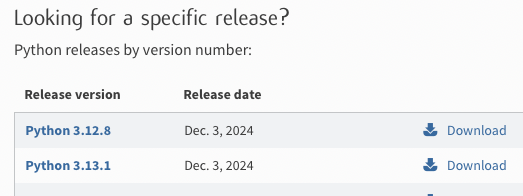 Looking for a specific release?
Python releases by version number:
Release version Release date
Python 3.12.8 Dec. 3, 2024 Download
Python 3.13.1 Dec. 3, 2024 Download